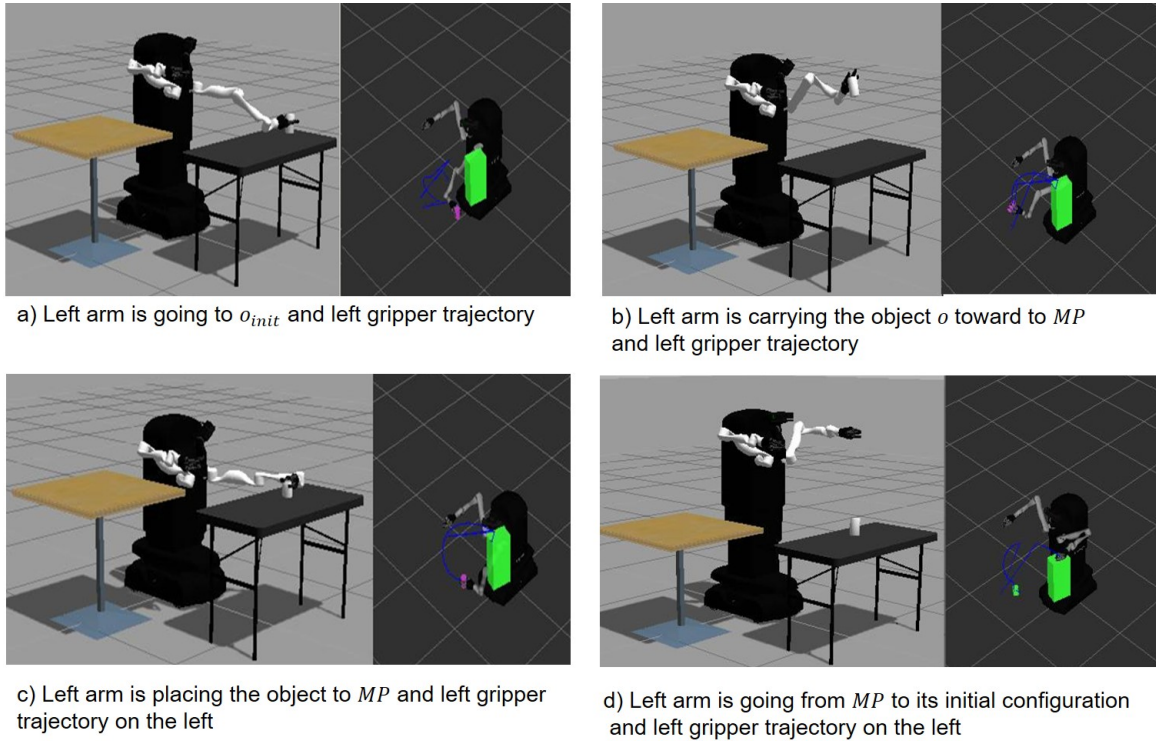 a) Left arm is going to o_init and left gripper trajectory
b) Left arm is carrying the object o toward to MP
and left gripper trajectory
c) Left arm is placing the object to MP and left gripper
trajectory on the left
d) Left arm is going from MP to its initial configuration
and left gripper trajectory on the left